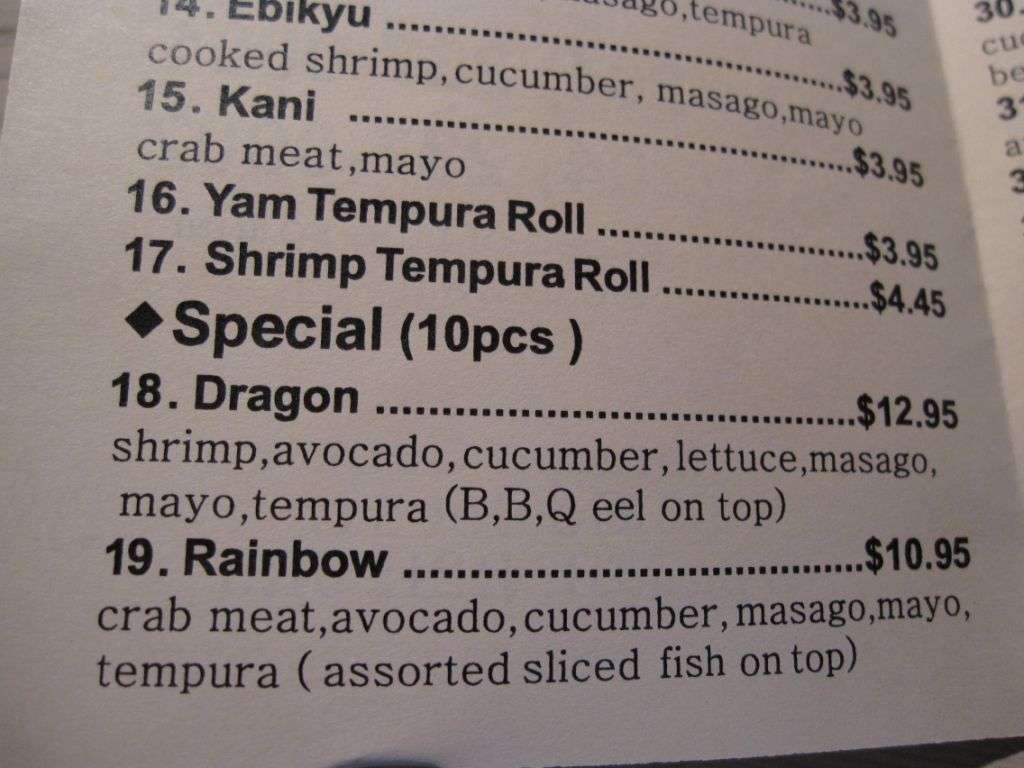 masago,tempura ..........$3.95
14. Ebikyu ..........$3.95
cooked shrimp,cucumber, masago,mayo
15. Kani ..........$3.95
crab meat,mayo
16. Yam Tempura Roll ..........$3.95
17. Shrimp Tempura Roll ..........$4.45
◆Special (10pcs )
18. Dragon ..........$12.95
shrimp,avocado,cucumber,lettuce,masago,
mayo,tempura (B,B,Q eel on top)
19. Rainbow ..........$10.95
crab meat,avocado,cucumber,masago,mayo,
tempura ( assorted sliced fish on top)
30.